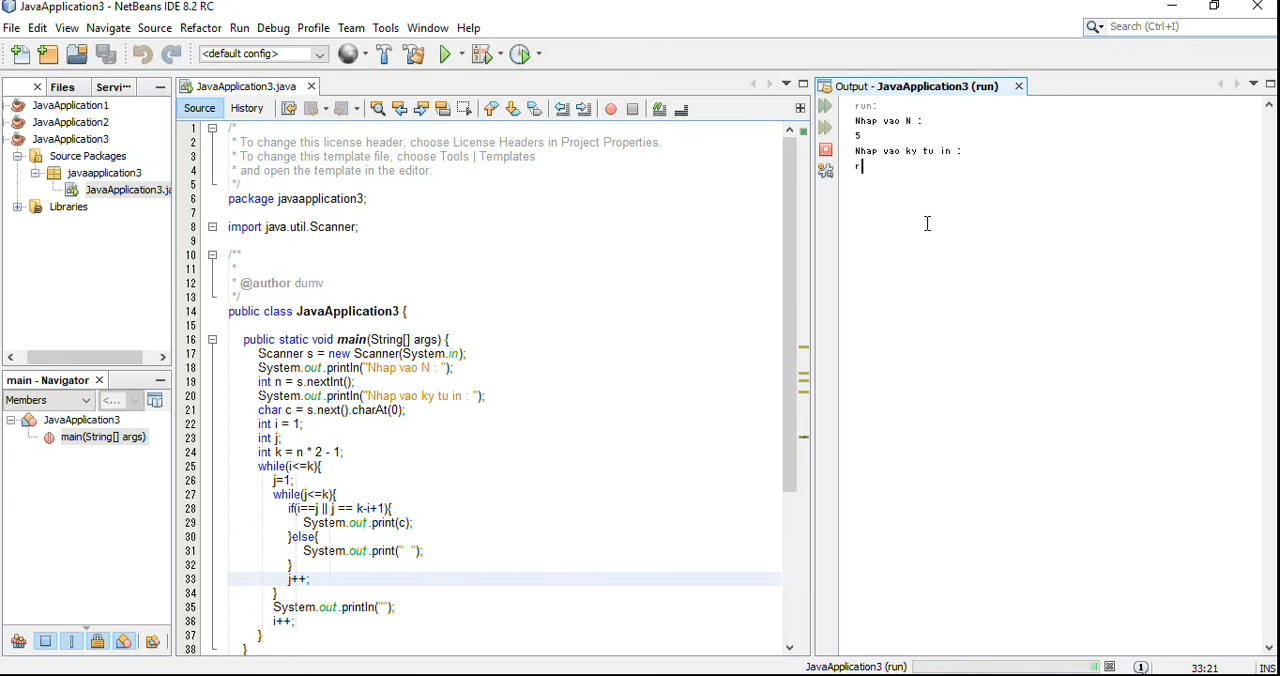 JavaApplication3 - NetBeans IDE 8.2 RC
File Edit View Navigate Source Refactor Run Debug Profile Team Tools Window Help
Search (Ctrl+I)
<default config>
Files Servi...
JavaApplication1
JavaApplication2
JavaApplication3
Source Packages
javaapplication3
JavaApplication3.ja
Libraries
main - Navigator
Members <...
JavaApplication3
main(String[] args)
JavaApplication3.java
Source History
1 /*
2 * To change this license header, choose License Headers in Project Properties.
3 * To change this template file, choose Tools | Templates
4 * and open the template in the editor.
5 */
6 package javaapplication3;
7
8 import java.util.Scanner;
9
10 /**
11 *
12 * @author dumv
13 */
14 public class JavaApplication3 {
15
16 public static void main(String[] args) {
17 Scanner s = new Scanner(System.in);
18 System.out.println("Nhap vao N : ");
19 int n = s.nextInt();
20 System.out.println("Nhap vao ky tu in : ");
21 char c = s.next().charAt(0);
22 int i = 1;
23 int j;
24 int k = n * 2 - 1;
25 while(i<=k){
26 j=1;
27 while(j<=k){
28 if(i==j || j == k-i+1){
29 System.out.print(c);
30 }else{
31 System.out.print("  ");
32 }
33 j++;
34 }
35 System.out.println("");
36 i++;
37 }
38 }
Output - JavaApplication3 (run)
run:
Nhap vao N :
5
Nhap vao ky tu in :
r
JavaApplication3 (run)
1
33:21
INS